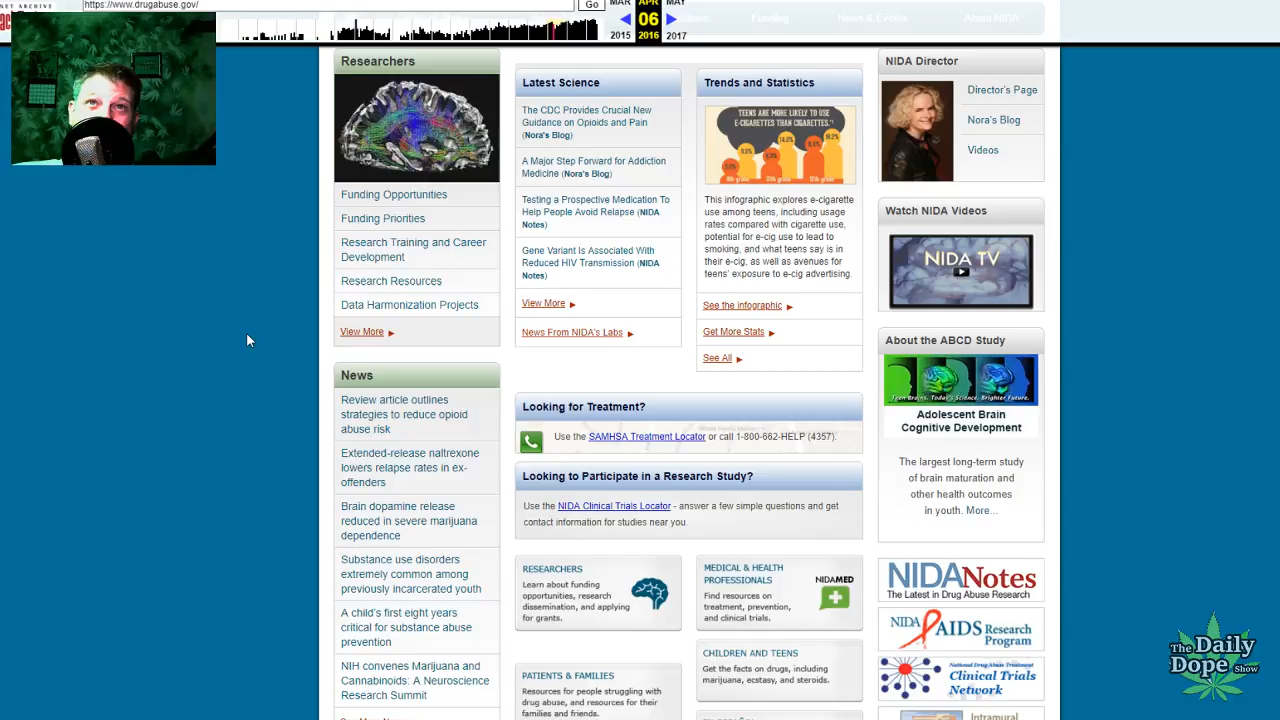 https://www.drugabuse.gov/
Go
MAR
APR
MAY
06
2015
2016
2017
Funding
News & Events
About NIDA
Researchers
Funding Opportunities
Funding Priorities
Research Training and Career
Development
Research Resources
Data Harmonization Projects
View More
News
Review article outlines
strategies to reduce opioid
abuse risk
Extended-release naltrexone
lowers relapse rates in ex-
offenders
Brain dopamine release
reduced in severe marijuana
dependence
Substance use disorders
extremely common among
previously incarcerated youth
A child's first eight years
critical for substance abuse
prevention
NIH convenes Marijuana and
Cannabinoids: A Neuroscience
Research Summit
Latest Science
The CDC Provides Crucial New
Guidance on Opioids and Pain
(Nora's Blog)
A Major Step Forward for Addiction
Medicine (Nora's Blog)
Testing a Prospective Medication To
Help People Avoid Relapse (NIDA
Notes)
Gene Variant Is Associated With
Reduced HIV Transmission (NIDA
Notes)
View More
News From NIDA's Labs
Trends and Statistics
TEENS ARE MORE LIKELY TO USE
E-CIGARETTES THAN CIGARETTES.
This infographic explores e-cigarette
use among teens, including usage
rates compared with cigarette use,
potential for e-cig use to lead to
smoking, and what teens say is in
their e-cig, as well as avenues for
teens' exposure to e-cig advertising.
See the infographic
Get More Stats
See All
Looking for Treatment?
Use the SAMHSA Treatment Locator or call 1-800-662-HELP (4357).
Looking to Participate in a Research Study?
Use the NIDA Clinical Trials Locator - answer a few simple questions and get
contact information for studies near you.
RESEARCHERS
Learn about funding
opportunities, research
dissemination, and applying
for grants.
MEDICAL & HEALTH
PROFESSIONALS
NIDAMED
Find resources on
treatment, prevention,
and clinical trials.
PATIENTS & FAMILIES
Resources for people struggling with
drug abuse, and resources for their
families and friends.
CHILDREN AND TEENS
Get the facts on drugs, including
marijuana, ecstasy, and steroids.
NIDA Director
Director's Page
Nora's Blog
Videos
Watch NIDA Videos
NIDA TV
About the ABCD Study
Teen Brains. Today's Science. Brighter Future.
Adolescent Brain
Cognitive Development
The largest long-term study
of brain maturation and
other health outcomes
in youth. More...
NIDANotes
The Latest in Drug Abuse Research
NIDA AIDS Research
Program
National Drug Abuse Treatment
Clinical Trials
Network
Intramural
The Daily
Dope Show